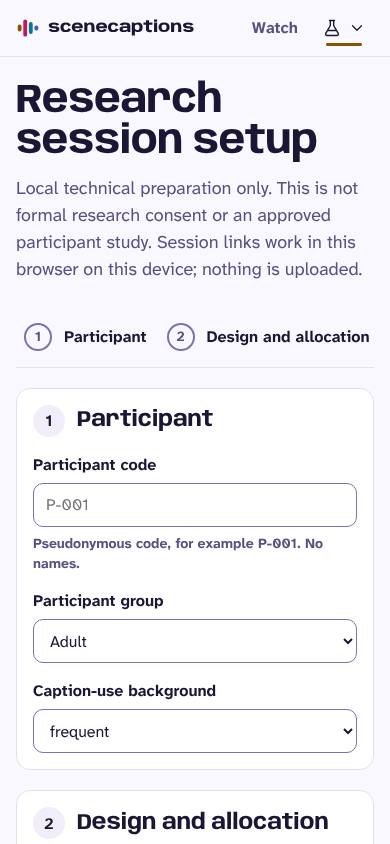 scenecaptions
Watch
Research
session setup
Local technical preparation only. This is not
formal research consent or an approved
participant study. Session links work in this
browser on this device; nothing is uploaded.
1 Participant
2 Design and allocation
1 Participant
Participant code
P-001
Pseudonymous code, for example P-001. No
names.
Participant group
Adult
Caption-use background
frequent
2 Design and allocation